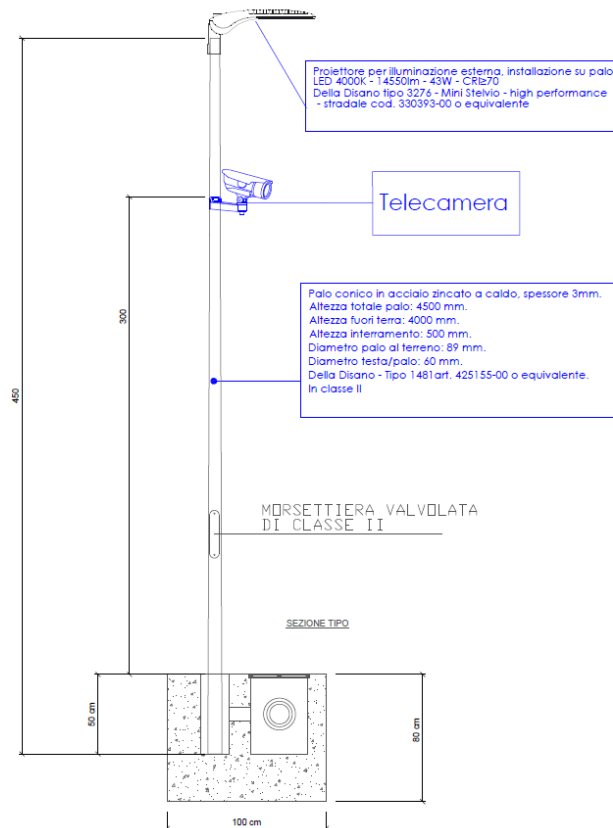 Proiettore per illuminazione esterna, installazione su palo
LED 4000K - 14550lm - 43W - CRI≥70
Della Disano tipo 3276 - Mini Stelvio - high performance
- stradale cod. 330393-00 o equivalente
Telecamera
300
450
Palo conico in acciaio zincato a caldo, spessore 3mm.
Altezza totale palo: 4500 mm.
Altezza fuori terra: 4000 mm.
Altezza interramento: 500 mm.
Diametro palo al terreno: 89 mm.
Diametro testa/palo: 60 mm.
Della Disano - Tipo 1481art. 425155-00 o equivalente.
In classe II
MORSETTIERA VALVOLATA
DI CLASSE II
SEZIONE TIPO
50 cm
80 cm
100 cm